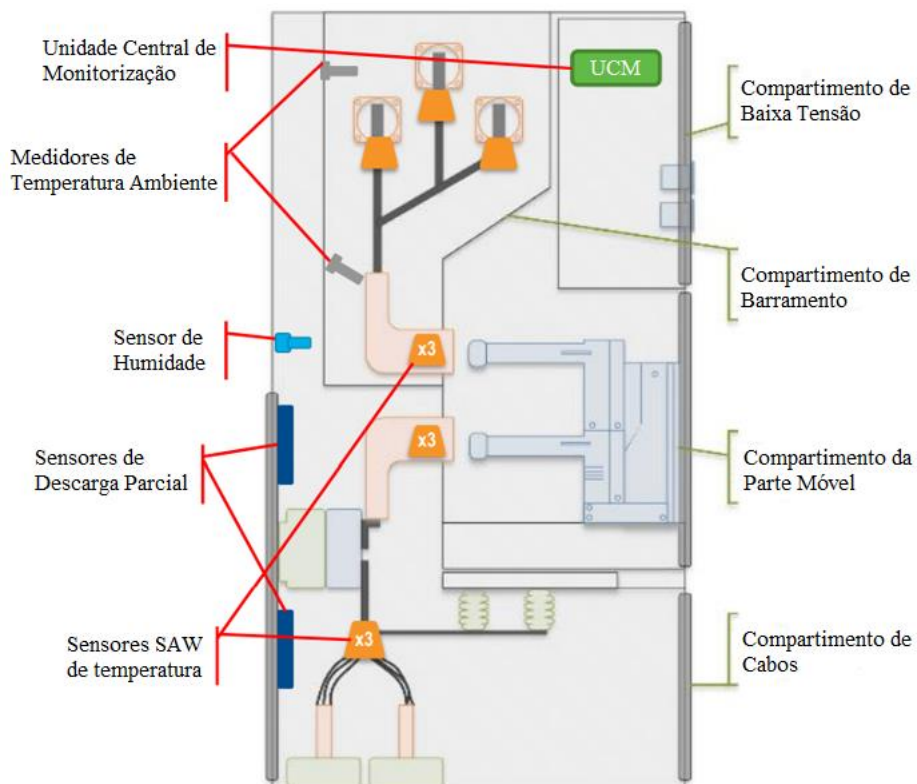 Unidade Central de
Monitorização
UCM
Compartimento de
Baixa Tensão
Medidores de
Temperatura Ambiente
Compartimento de
Barramento
Sensor de
Humidade
x3
x3
Sensores de
Descarga Parcial
Compartimento da
Parte Móvel
Sensores SAW
de temperatura
x3
Compartimento de
Cabos